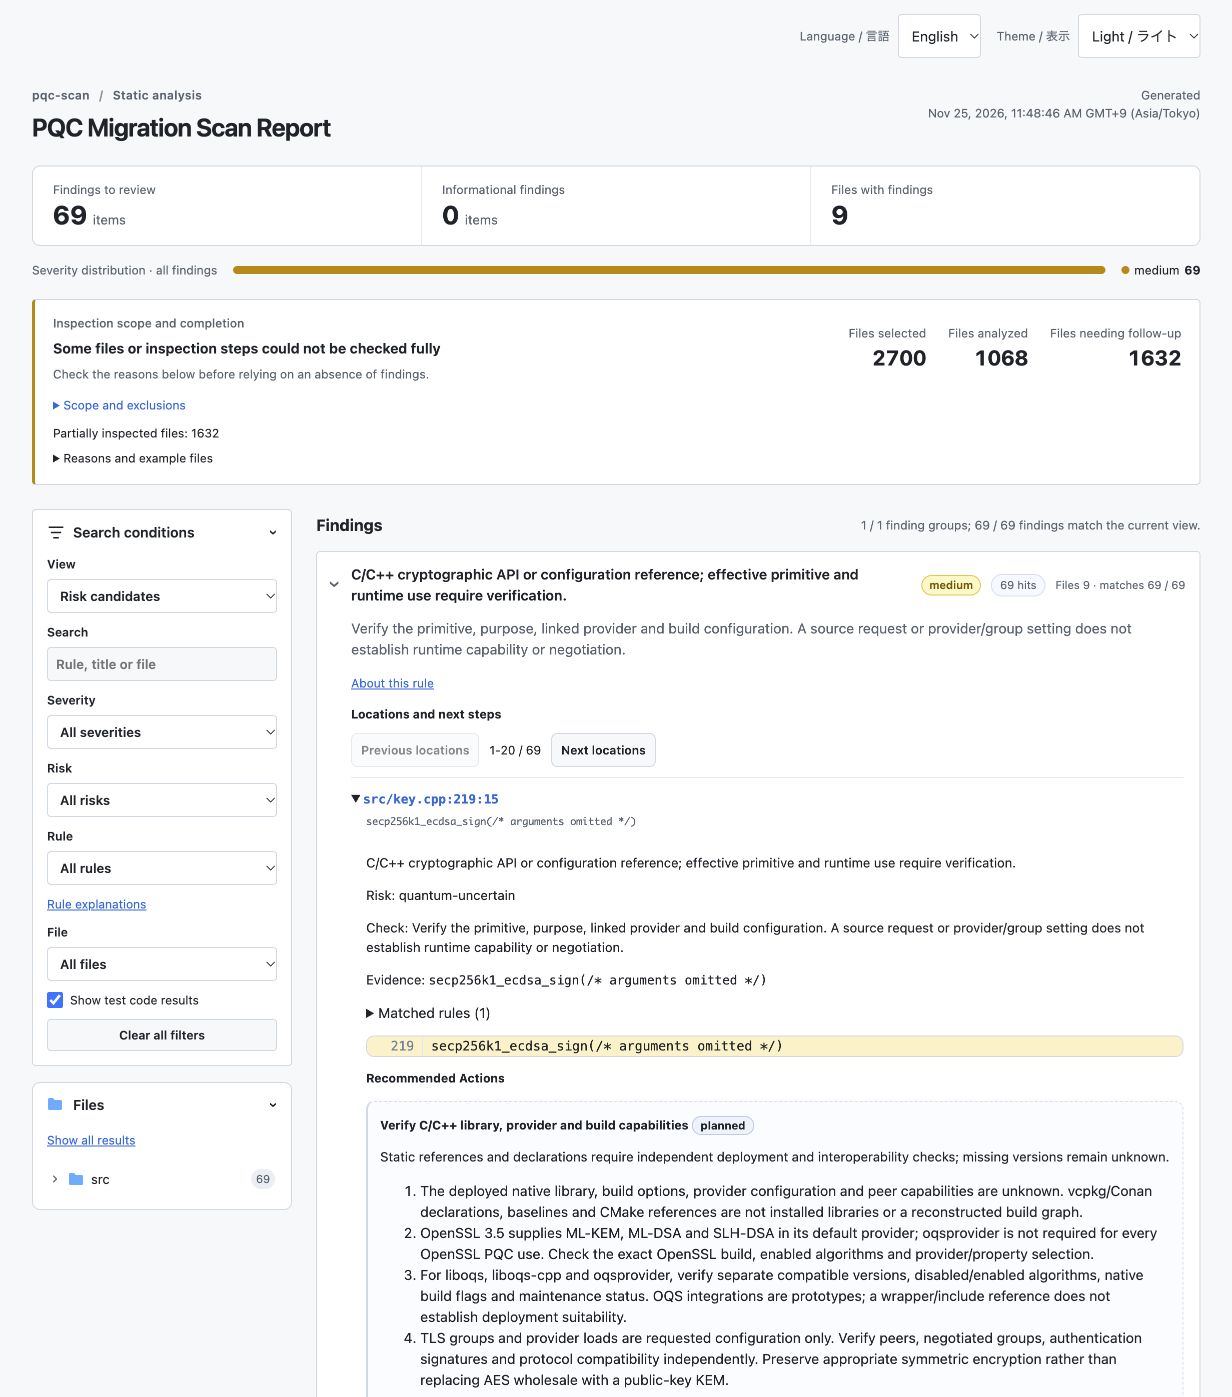 Language / 言語
English
Theme / 表示
Light / ライト
pqc-scan / Static analysis
Generated
PQC Migration Scan Report
Nov 25, 2026, 11:48:46 AM GMT+9 (Asia/Tokyo)
Findings to review
69 items
Informational findings
0 items
Files with findings
9
Severity distribution · all findings
medium 69
Inspection scope and completion
Some files or inspection steps could not be checked fully
Check the reasons below before relying on an absence of findings.
Files selected
2700
Files analyzed
1068
Files needing follow-up
1632
Scope and exclusions
Partially inspected files: 1632
Reasons and example files
Search conditions
View
Risk candidates
Search
Rule, title or file
Severity
All severities
Risk
All risks
Rule
All rules
Rule explanations
File
All files
Show test code results
Clear all filters
Files
Show all results
src
69
Findings
1 / 1 finding groups; 69 / 69 findings match the current view.
C/C++ cryptographic API or configuration reference; effective primitive and
runtime use require verification.
medium
69 hits
Files 9 · matches 69 / 69
Verify the primitive, purpose, linked provider and build configuration. A source request or provider/group setting does not
establish runtime capability or negotiation.
About this rule
Locations and next steps
Previous locations
1-20 / 69
Next locations
src/key.cpp:219:15
secp256k1_ecdsa_sign(/* arguments omitted */)
C/C++ cryptographic API or configuration reference; effective primitive and runtime use require verification.
Risk: quantum-uncertain
Check: Verify the primitive, purpose, linked provider and build configuration. A source request or provider/group setting does not
establish runtime capability or negotiation.
Evidence: secp256k1_ecdsa_sign(/* arguments omitted */)
Matched rules (1)
219 secp256k1_ecdsa_sign(/* arguments omitted */)
Recommended Actions
Verify C/C++ library, provider and build capabilities planned
Static references and declarations require independent deployment and interoperability checks; missing versions remain unknown.
1. The deployed native library, build options, provider configuration and peer capabilities are unknown. vcpkg/Conan
declarations, baselines and CMake references are not installed libraries or a reconstructed build graph.
2. OpenSSL 3.5 supplies ML-KEM, ML-DSA and SLH-DSA in its default provider; oqsprovider is not required for every
OpenSSL PQC use. Check the exact OpenSSL build, enabled algorithms and provider/property selection.
3. For liboqs, liboqs-cpp and oqsprovider, verify separate compatible versions, disabled/enabled algorithms, native
build flags and maintenance status. OQS integrations are prototypes; a wrapper/include reference does not
establish deployment suitability.
4. TLS groups and provider loads are requested configuration only. Verify peers, negotiated groups, authentication
signatures and protocol compatibility independently. Preserve appropriate symmetric encryption rather than
replacing AES wholesale with a public-key KEM.